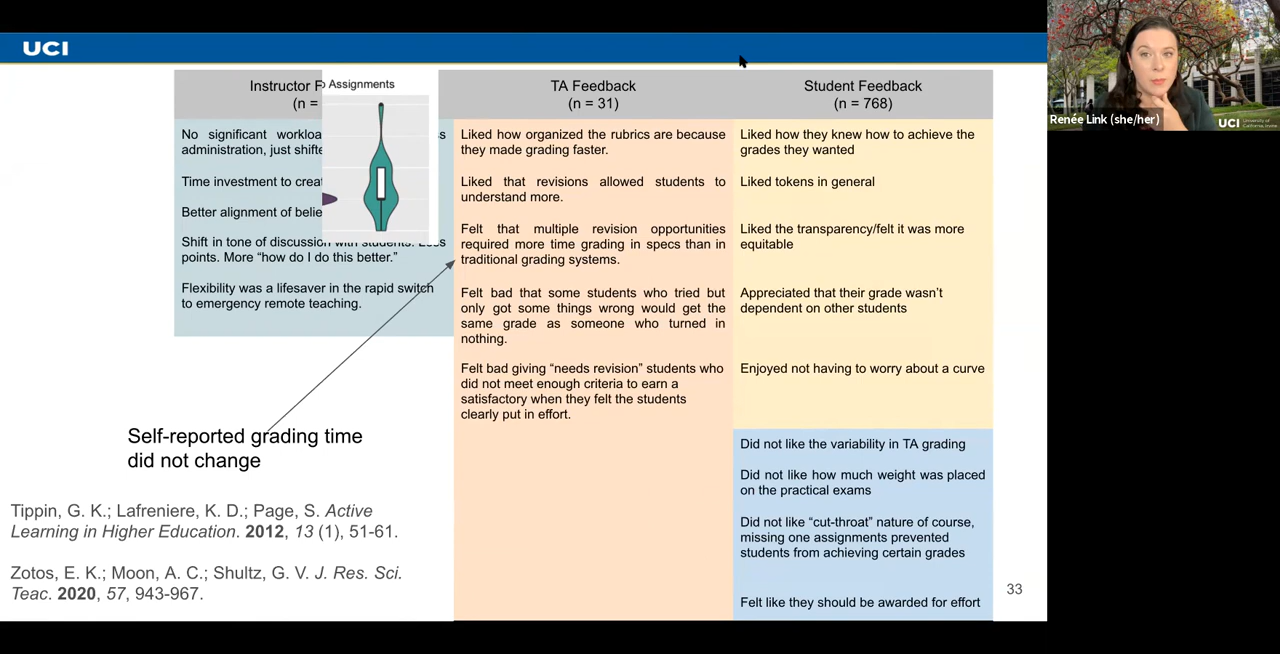 UCI
Instructor F
(n =
o Assignments
TA Feedback
(n = 31)
Student Feedback
(n = 768)
No significant workloa s
administration, just shifte
Time investment to creat
Better alignment of belie
Shift in tone of discussion with students. Less
points. More “how do I do this better.”
Flexibility was a lifesaver in the rapid switch
to emergency remote teaching.
Liked how organized the rubrics are because
they made grading faster.
Liked that revisions allowed students to
understand more.
Felt that multiple revision opportunities
required more time grading in specs than in
traditional grading systems.
Felt bad that some students who tried but
only got some things wrong would get the
same grade as someone who turned in
nothing.
Felt bad giving “needs revision” students who
did not meet enough criteria to earn a
satisfactory when they felt the students
clearly put in effort.
Liked how they knew how to achieve the
grades they wanted
Liked tokens in general
Liked the transparency/felt it was more
equitable
Appreciated that their grade wasn’t
dependent on other students
Enjoyed not having to worry about a curve
Did not like the variability in TA grading
Did not like how much weight was placed
on the practical exams
Did not like “cut-throat” nature of course,
missing one assignments prevented
students from achieving certain grades
Felt like they should be awarded for effort
Self-reported grading time
did not change
Tippin, G. K.; Lafreniere, K. D.; Page, S. Active
Learning in Higher Education. 2012, 13 (1), 51-61.
Zotos, E. K.; Moon, A. C.; Shultz, G. V. J. Res. Sci.
Teac. 2020, 57, 943-967.
33
Renée Link (she/her)
UCI